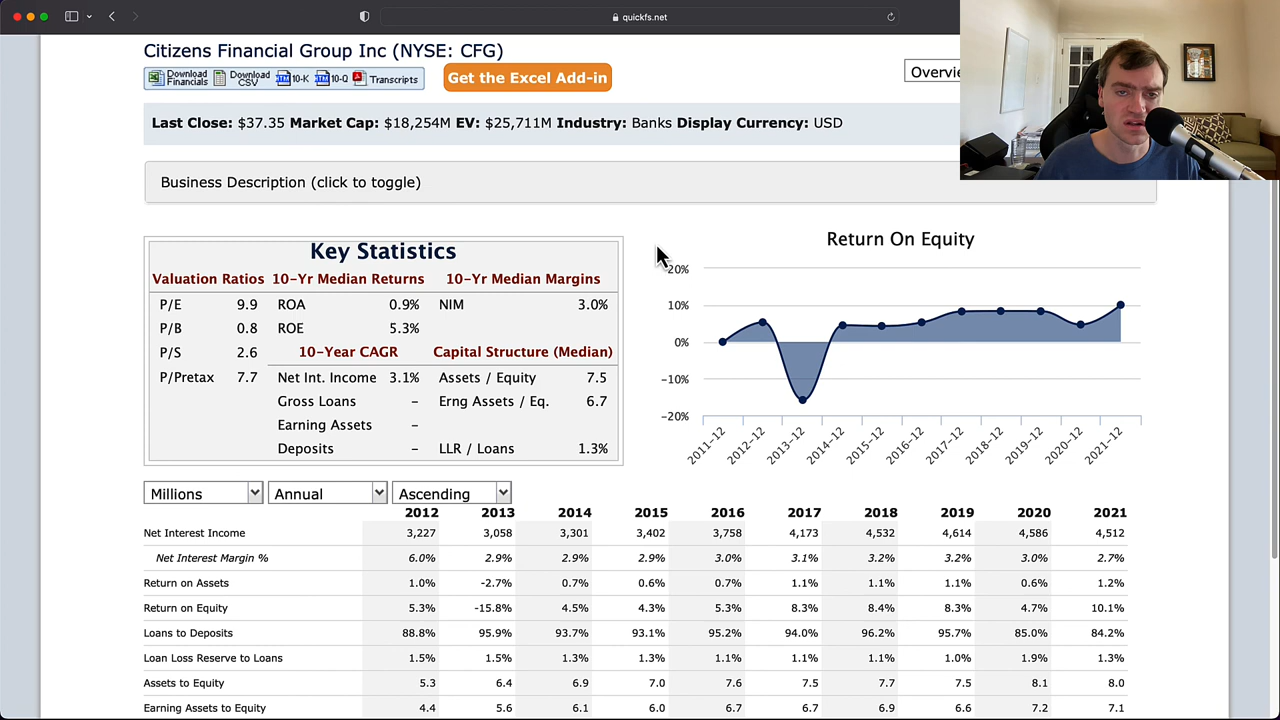 quickfs.net
Citizens Financial Group Inc (NYSE: CFG)
Download Financials Download CSV 10-K 10-Q Transcripts
Get the Excel Add-in
Overvie
Last Close: $37.35 Market Cap: $18,254M EV: $25,711M Industry: Banks Display Currency: USD
Business Description (click to toggle)
Key Statistics
Valuation Ratios 10-Yr Median Returns 10-Yr Median Margins
P/E 9.9 ROA 0.9% NIM 3.0%
P/B 0.8 ROE 5.3%
P/S 2.6 10-Year CAGR Capital Structure (Median)
P/Pretax 7.7 Net Int. Income 3.1% Assets / Equity 7.5
Gross Loans – Erng Assets / Eq. 6.7
Earning Assets –
Deposits – LLR / Loans 1.3%
Return On Equity
20%
10%
0%
-10%
-20%
2011-12 2012-12 2013-12 2014-12 2015-12 2016-12 2017-12 2018-12 2019-12 2020-12 2021-12
Millions Annual Ascending
2012 2013 2014 2015 2016 2017 2018 2019 2020 2021
Net Interest Income 3,227 3,058 3,301 3,402 3,758 4,173 4,532 4,614 4,586 4,512
Net Interest Margin % 6.0% 2.9% 2.9% 2.9% 3.0% 3.1% 3.2% 3.2% 3.0% 2.7%
Return on Assets 1.0% -2.7% 0.7% 0.6% 0.7% 1.1% 1.1% 1.1% 0.6% 1.2%
Return on Equity 5.3% -15.8% 4.5% 4.3% 5.3% 8.3% 8.4% 8.3% 4.7% 10.1%
Loans to Deposits 88.8% 95.9% 93.7% 93.1% 95.2% 94.0% 96.2% 95.7% 85.0% 84.2%
Loan Loss Reserve to Loans 1.5% 1.5% 1.3% 1.3% 1.1% 1.1% 1.1% 1.0% 1.9% 1.3%
Assets to Equity 5.3 6.4 6.9 7.0 7.6 7.5 7.7 7.5 8.1 8.0
Earning Assets to Equity 4.4 5.6 6.1 6.0 6.7 6.7 6.9 6.6 7.2 7.1